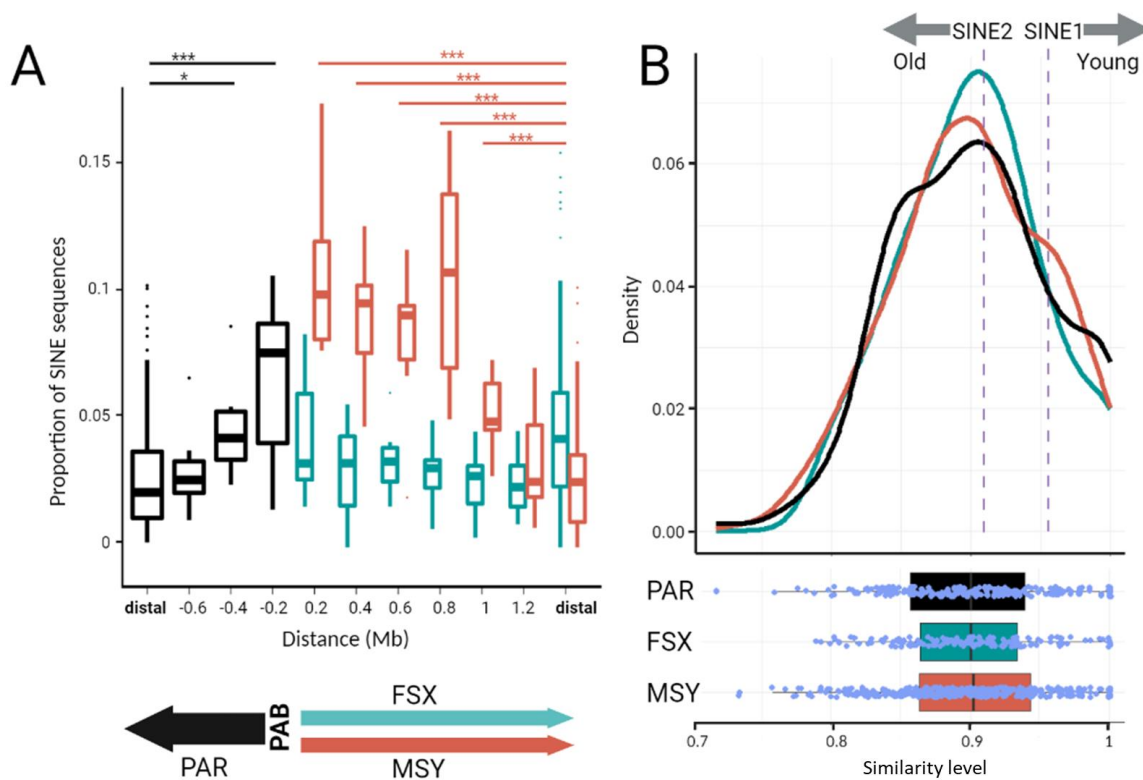 A
***
*
***
***
***
***
***
Proportion of SINE sequences
0.15
0.1
0.05
0
distal -0.6 -0.4 -0.2 0.2 0.4 0.6 0.8 1 1.2 distal
Distance (Mb)
PAR
PAB
FSX
MSY
B
SINE2 SINE1
Old Young
Density
0.06
0.04
0.02
0.00
PAR
FSX
MSY
0.7 0.8 0.9 1
Similarity level